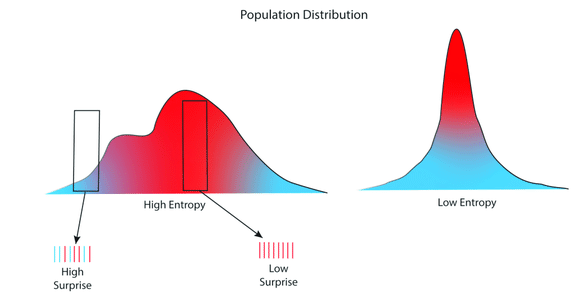 Population Distribution
High Entropy
Low Entropy
High
Surprise
Low
Surprise